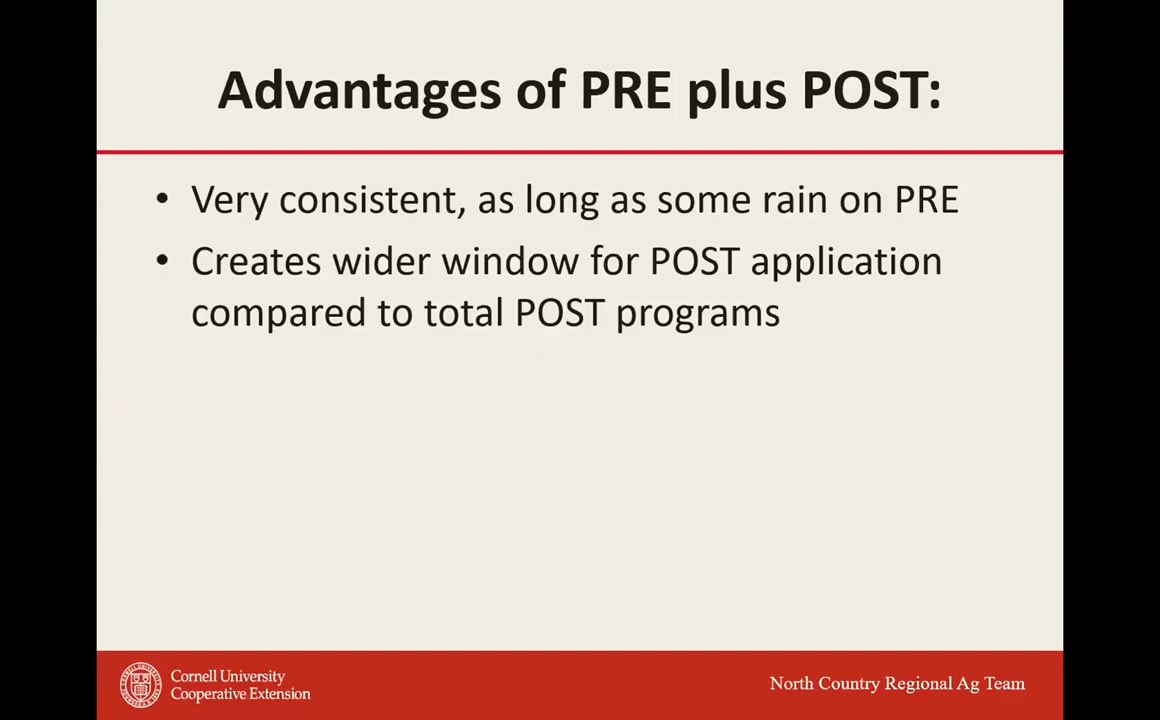 Advantages of PRE plus POST:
• Very consistent, as long as some rain on PRE
• Creates wider window for POST application
compared to total POST programs
Cornell University
Cooperative Extension
North Country Regional Ag Team